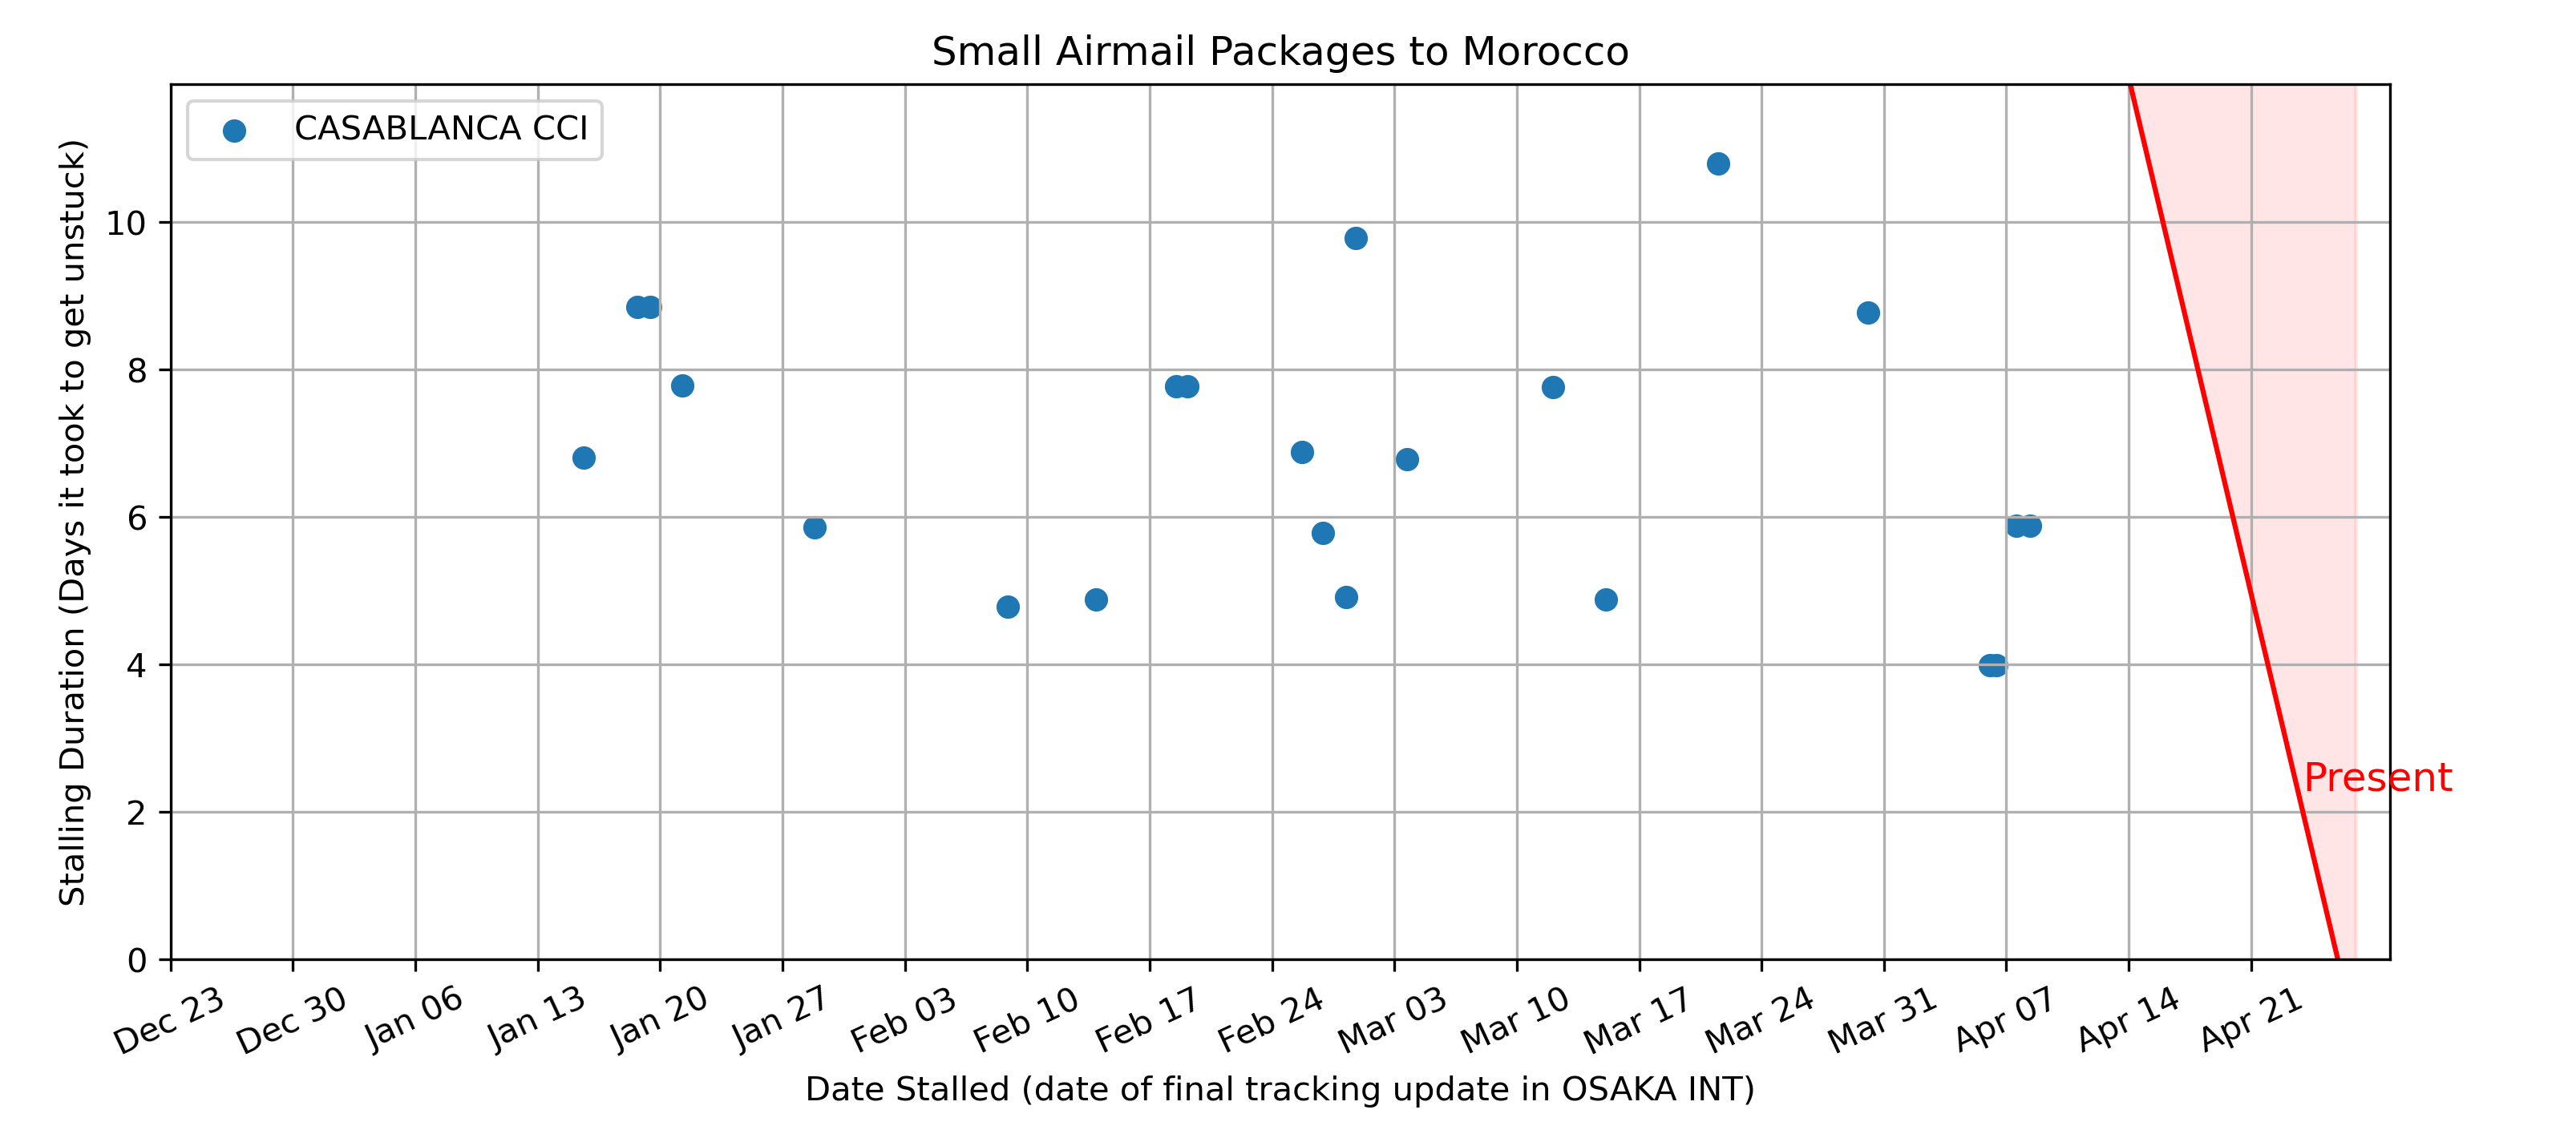 Small Airmail Packages to Morocco
CASABLANCA CCI
Stalling Duration (Days it took to get unstuck)
10
8
6
4
2
0
Present
Dec 23
Dec 30
Jan 06
Jan 13
Jan 20
Jan 27
Feb 03
Feb 10
Feb 17
Feb 24
Mar 03
Mar 10
Mar 17
Mar 24
Mar 31
Apr 07
Apr 14
Apr 21
Date Stalled (date of final tracking update in OSAKA INT)